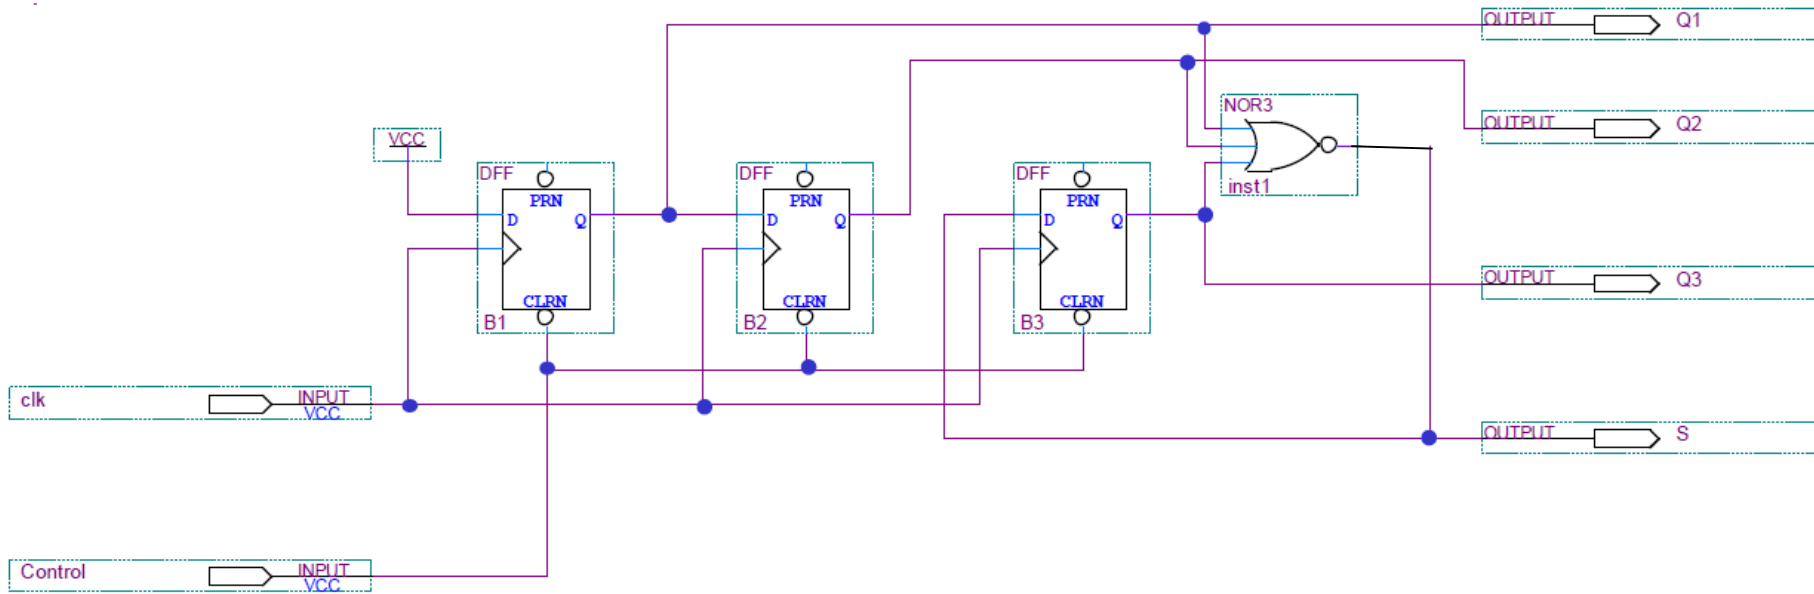 OUTPUT Q1
NOR3
VCC
OUTPUT Q2
DFF DFF DFF
inst1
PRN PRN PRN
D Q D Q D Q
OUTPUT Q3
CLRN CLRN CLRN
B1 B2 B3
clk INPUT
VCC
OUTPUT S
Control INPUT
VCC